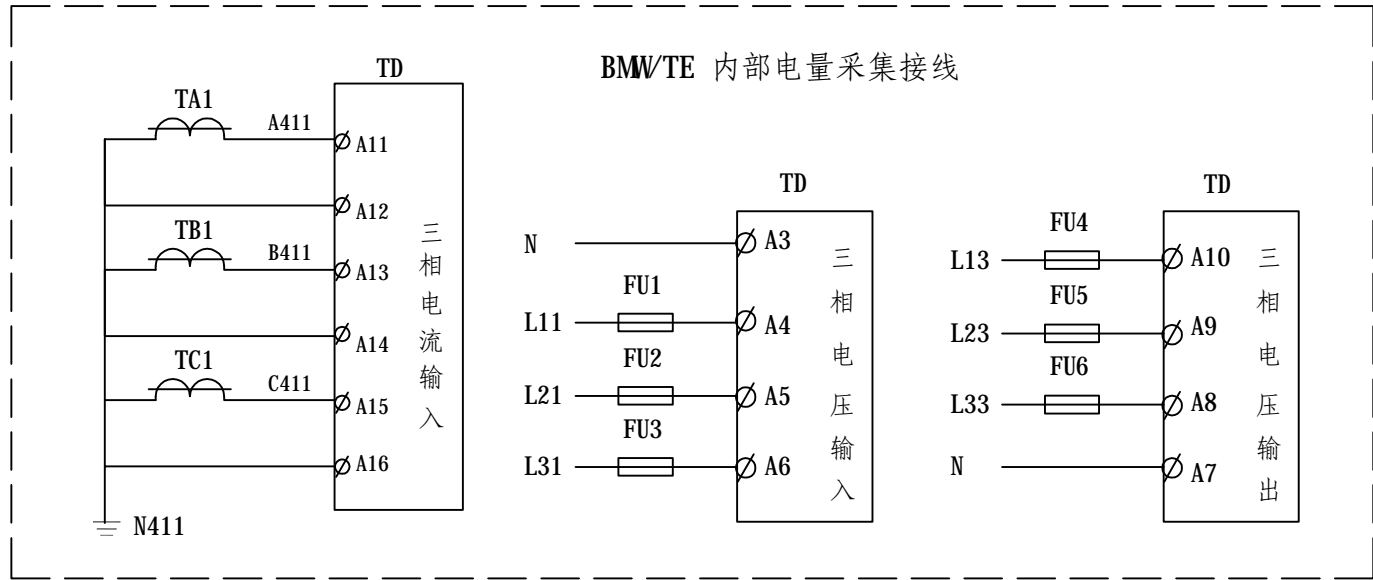 BMW/TE 内部电量采集接线
TD
TA1
A411
A11
A12
TB1
B411
A13
A14
TC1
C411
A15
A16
N411
三相电流输入
TD
N
A3
FU1
L11
A4
FU2
L21
A5
FU3
L31
A6
三相电压输入
TD
FU4
L13
A10
FU5
L23
A9
FU6
L33
A8
N
A7
三相电压输出